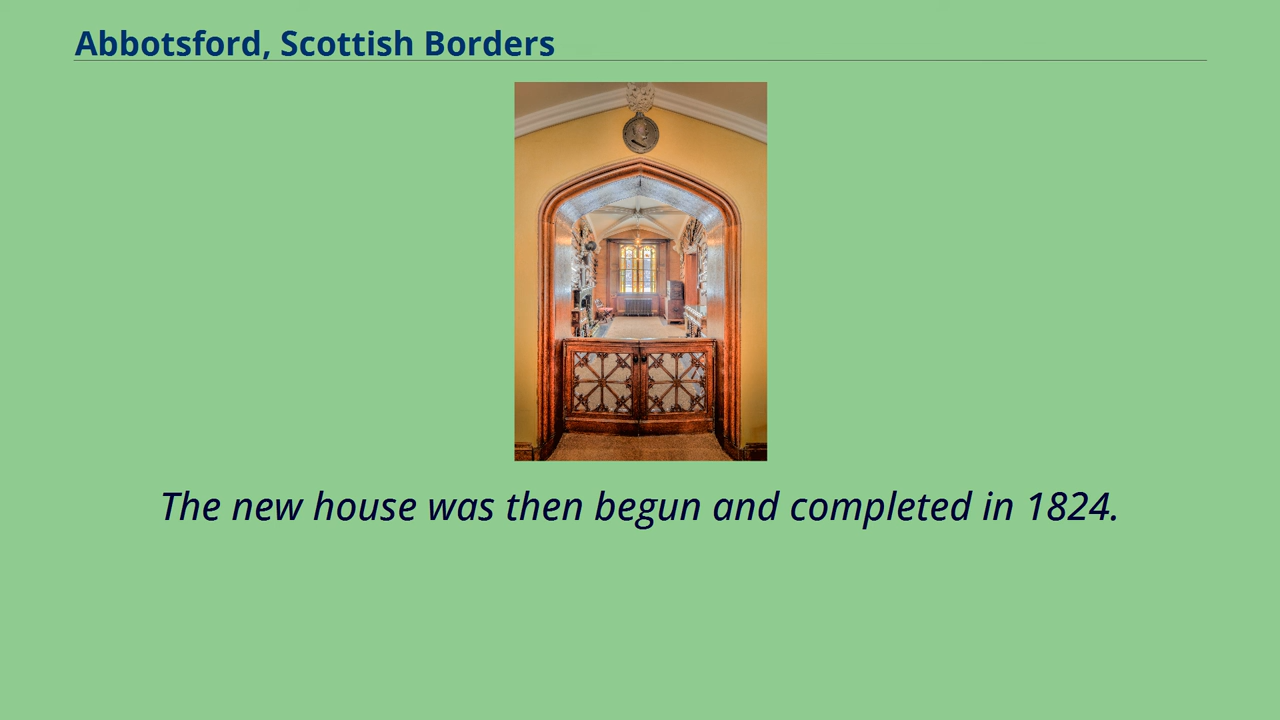 Abbotsford, Scottish Borders
The new house was then begun and completed in 1824.